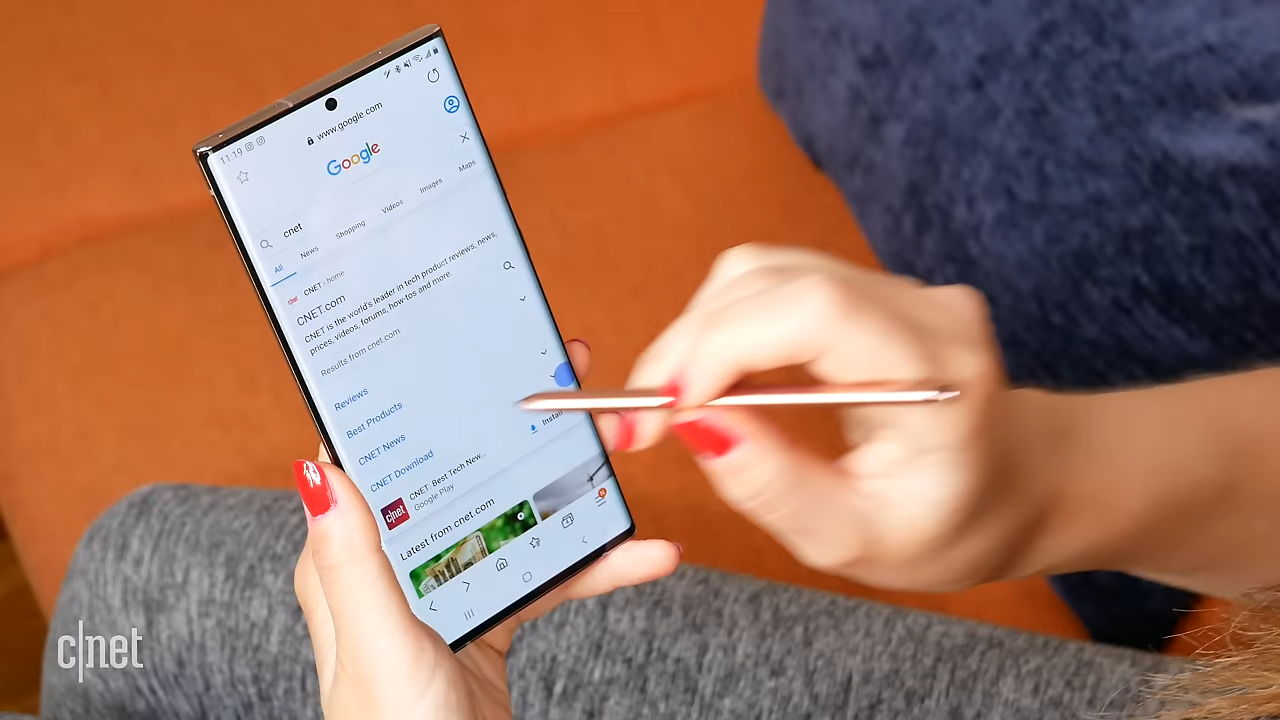 11:19
www.google.com
Google
cnet
All News Shopping Videos Images Maps
cnet CNET › home
CNET.com
CNET is the world's leader in tech product reviews, news,
prices, videos, forums, how-tos and more.
Results from cnet.com
Reviews
Best Products
CNET News
CNET Download
cnet
CNET: Best Tech New...
Google Play
Install
Latest from cnet.com
cnet